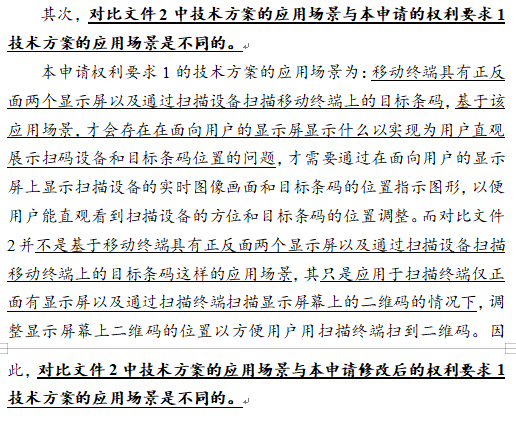 其次，对比文件 2 中技术方案的应用场景与本申请的权利要求 1
技术方案的应用场景是不同的。
本申请权利要求 1 的技术方案的应用场景为：移动终端具有正反
面两个显示屏以及通过扫描设备扫描移动终端上的目标条码，基于该
应用场景，才会存在在面向用户的显示屏显示什么以实现为用户直观
展示扫码设备和目标条码位置的问题，才需要通过在面向用户的显示
屏上显示扫描设备的实时图像画面和目标条码的位置指示图形，以便
用户能直观看到扫描设备的方位和目标条码的位置调整。而对比文件
2 并不是基于移动终端具有正反面两个显示屏以及通过扫描设备扫描
移动终端上的目标条码这样的应用场景，其只是应用于扫描终端仅正
面有显示屏以及通过扫描终端扫描显示屏幕上的二维码的情况下，调
整显示屏幕上二维码的位置以方便用户用扫描终端扫到二维码。因
此，对比文件 2 中技术方案的应用场景与本申请修改后的权利要求 1
技术方案的应用场景是不同的。